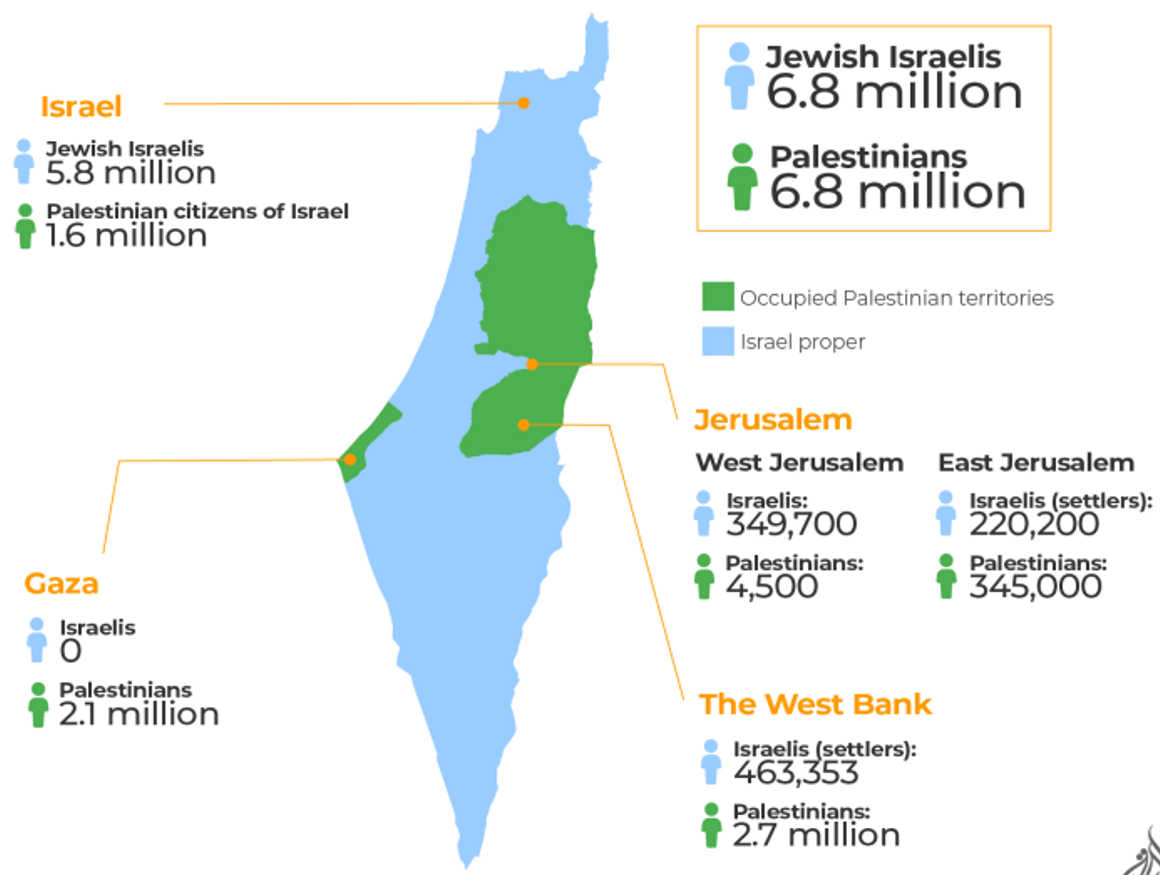 Jewish Israelis
6.8 million
Palestinians
6.8 million
Israel
Jewish Israelis
5.8 million
Palestinian citizens of Israel
1.6 million
Occupied Palestinian territories
Israel proper
Jerusalem
West Jerusalem
Israelis:
349,700
Palestinians:
4,500
East Jerusalem
Israelis (settlers):
220,200
Palestinians:
345,000
Gaza
Israelis
0
Palestinians
2.1 million
The West Bank
Israelis (settlers):
463,353
Palestinians:
2.7 million